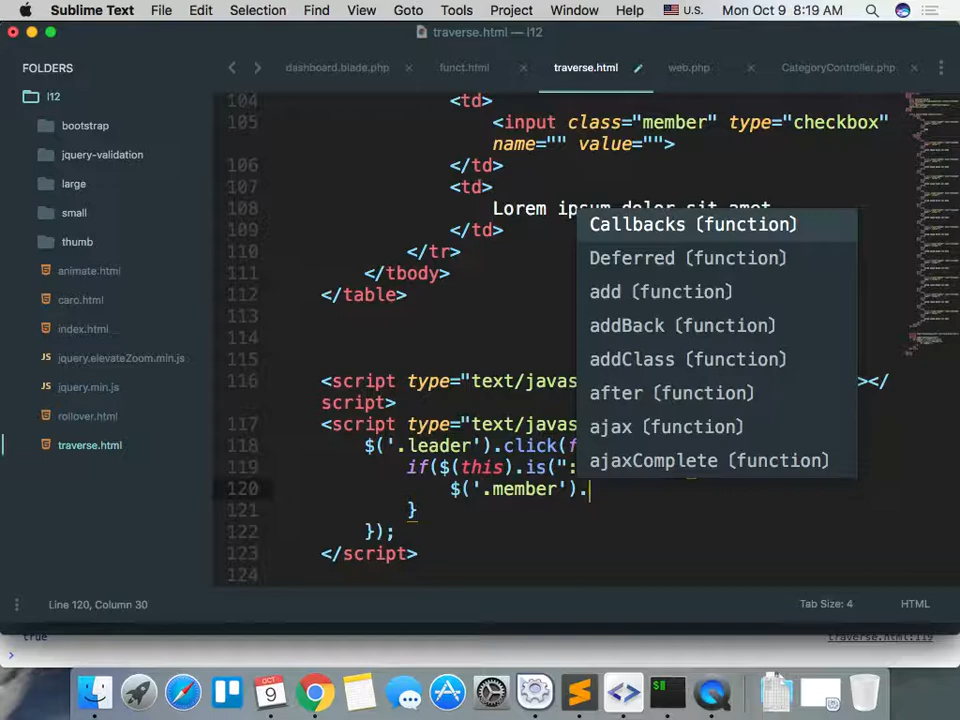 Sublime Text File Edit Selection Find View Goto Tools Project Window Help U.S. Mon Oct 9 8:19 AM
traverse.html — l12
FOLDERS
l12
bootstrap
jquery-validation
large
small
thumb
animate.html
caro.html
index.html
jquery.elevateZoom.min.js
jquery.min.js
rollover.html
traverse.html
dashboard.blade.php funct.html traverse.html web.php CategoryController.php
104 <td>
105 <input class="member" type="checkbox"
name="" value="">
106 </td>
107 <td>
108 Lorem ipsum dolor sit amet
109 </td>
110 </tr>
111 </tbody>
112 </table>
113
114
115
116 <script type="text/javas ></
script>
117 <script type="text/javas
118 $('.leader').click(f
119 if($(this).is(":
120 $('.member').
121 }
122 });
123 </script>
124
Callbacks (function)
Deferred (function)
add (function)
addBack (function)
addClass (function)
after (function)
ajax (function)
ajaxComplete (function)
Line 120, Column 30 Tab Size: 4 HTML
true traverse.html:119